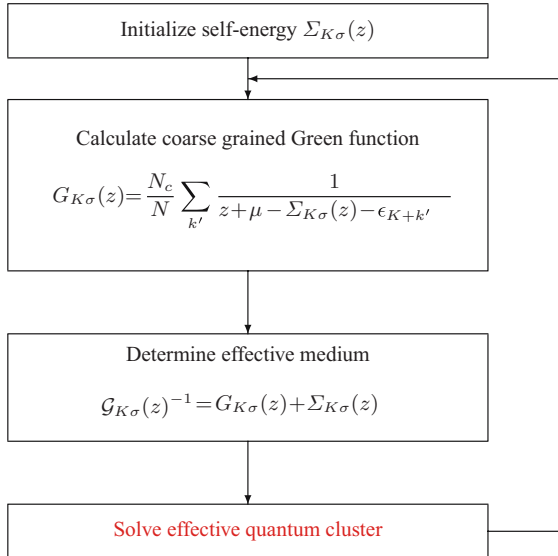 Initialize self-energy Σ_{Kσ}(z)
Calculate coarse grained Green function
G_{Kσ}(z) = \frac{N_c}{N} \sum_{k'} \frac{1}{z + μ − Σ_{Kσ}(z) − ϵ_{K+k'}}
Determine effective medium
𝒢_{Kσ}(z)^{−1} = G_{Kσ}(z) + Σ_{Kσ}(z)
Solve effective quantum cluster